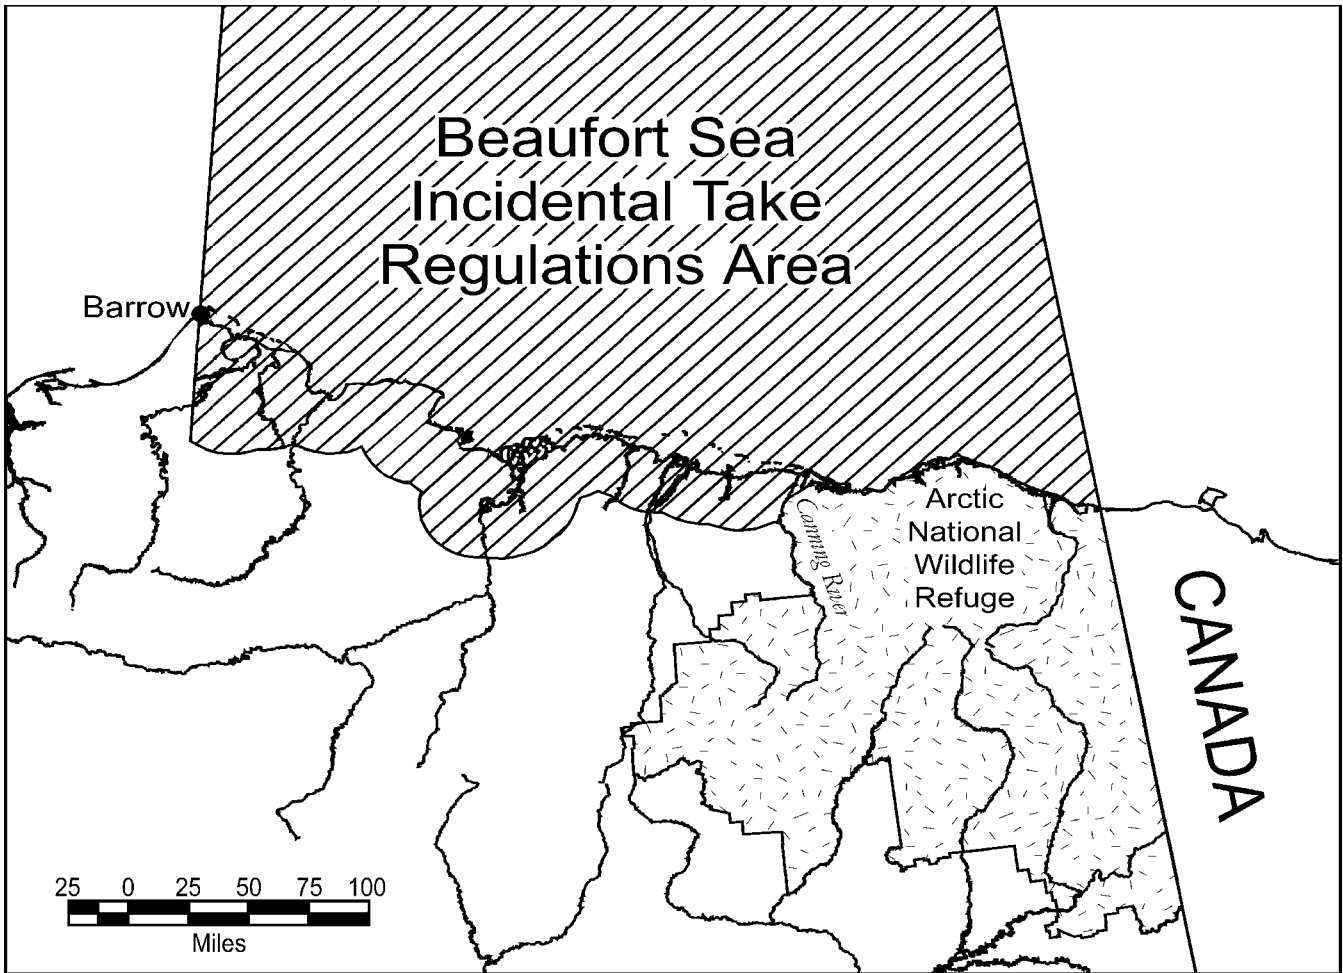 Beaufort Sea
Incidental Take
Regulations Area
Barrow
Arctic
National
Wildlife
Refuge
Canning River
CANADA
25 0 25 50 75 100
Miles